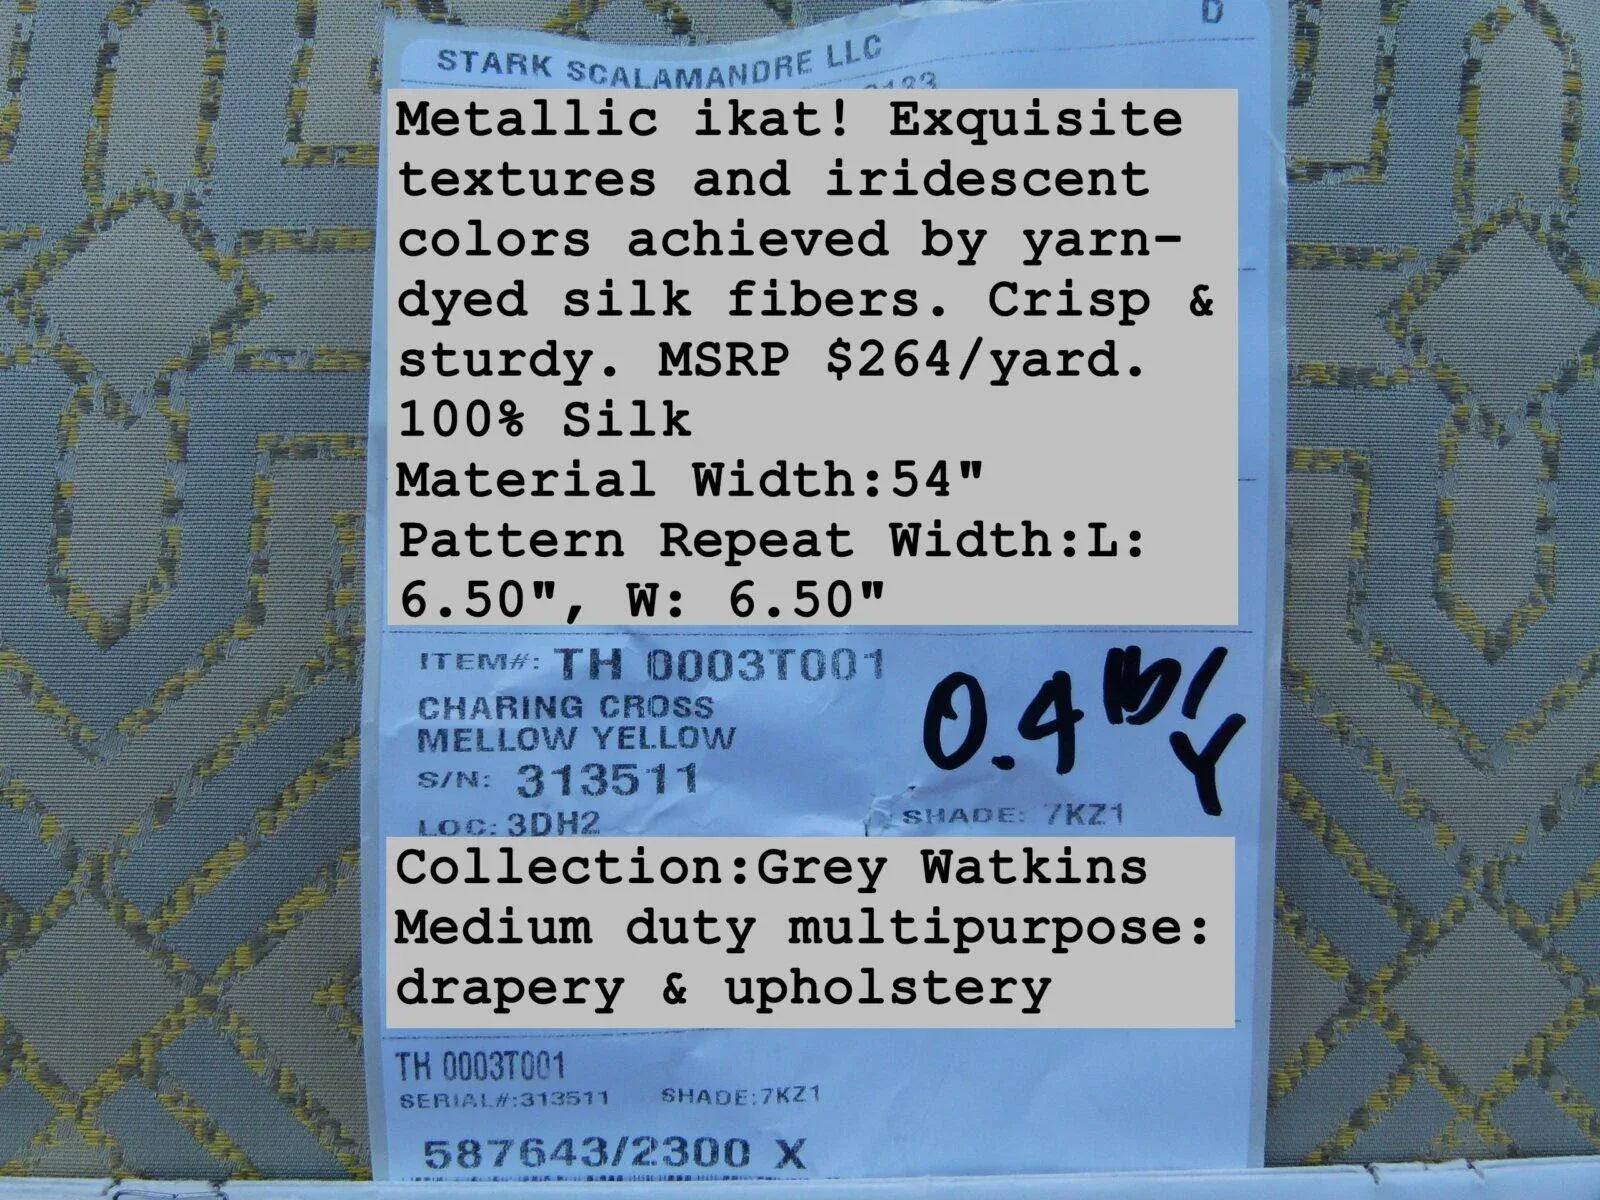 D
STARK SCALAMANDRE LLC
Metallic ikat! Exquisite
textures and iridescent
colors achieved by yarn-
dyed silk fibers. Crisp &
sturdy. MSRP $264/yard.
100% Silk
Material Width:54"
Pattern Repeat Width:L:
6.50", W: 6.50"
ITEM#: TH 0003T001
CHARING CROSS
MELLOW YELLOW
0.4 lb/Y
S/N: 313511
LOC: 3DH2 SHADE: 7KZ1
Collection:Grey Watkins
Medium duty multipurpose:
drapery & upholstery
TH 0003T001
SERIAL#:313511 SHADE:7KZ1
587643/2300 X